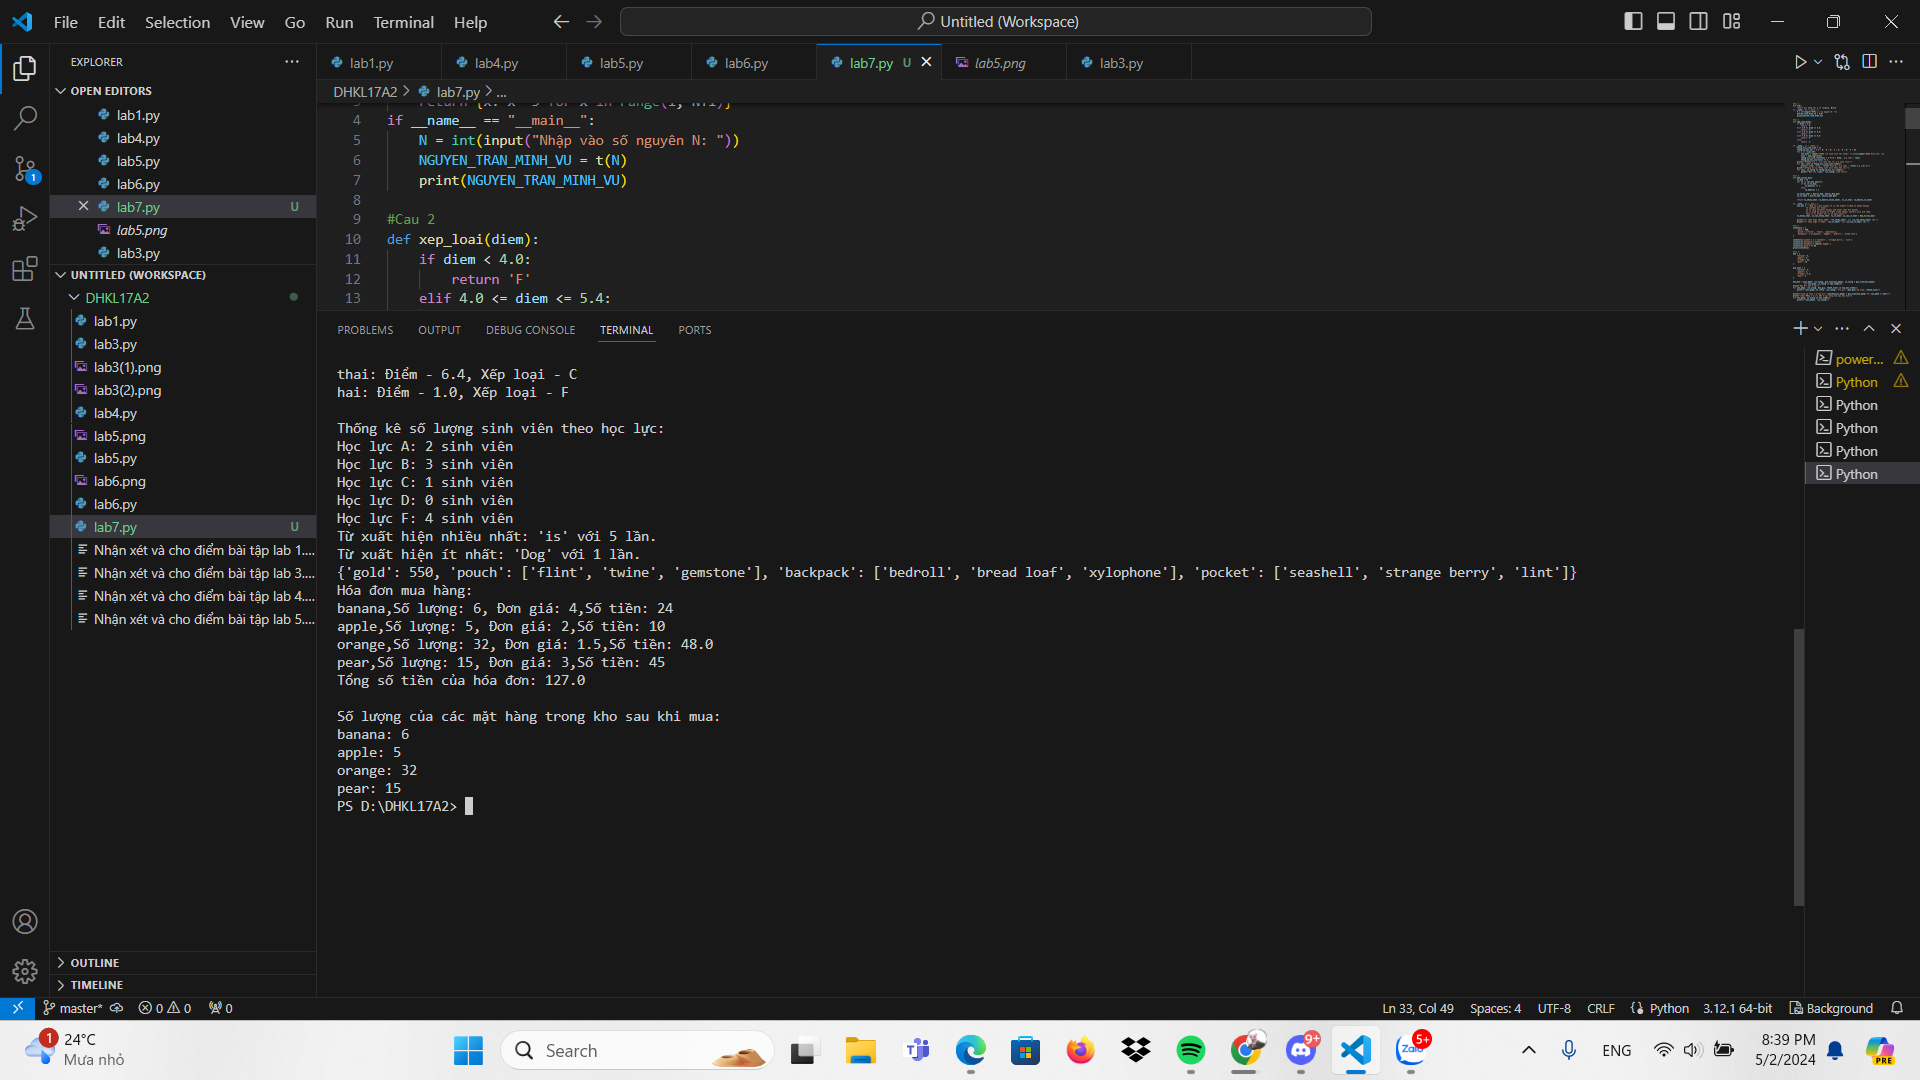 File Edit Selection View Go Run Terminal Help
Untitled (Workspace)
EXPLORER
OPEN EDITORS
lab1.py
lab4.py
lab5.py
lab6.py
lab7.py U
lab5.png
lab3.py
UNTITLED (WORKSPACE)
DHKL17A2
lab1.py
lab3.py
lab3(1).png
lab3(2).png
lab4.py
lab5.png
lab5.py
lab6.png
lab6.py
lab7.py U
Nhận xét và cho điểm bài tập lab 1....
Nhận xét và cho điểm bài tập lab 3....
Nhận xét và cho điểm bài tập lab 4....
Nhận xét và cho điểm bài tập lab 5....
OUTLINE
TIMELINE
1
lab1.py lab4.py lab5.py lab6.py lab7.py U lab5.png lab3.py
DHKL17A2 > lab7.py > ...
4 if __name__ == "__main__":
5 N = int(input("Nhập vào số nguyên N: "))
6 NGUYEN_TRAN_MINH_VU = t(N)
7 print(NGUYEN_TRAN_MINH_VU)
8
9 #Cau 2
10 def xep_loai(diem):
11 if diem < 4.0:
12 return 'F'
13 elif 4.0 <= diem <= 5.4:
PROBLEMS OUTPUT DEBUG CONSOLE TERMINAL PORTS
thai: Điểm - 6.4, Xếp loại - C
hai: Điểm - 1.0, Xếp loại - F
Thống kê số lượng sinh viên theo học lực:
Học lực A: 2 sinh viên
Học lực B: 3 sinh viên
Học lực C: 1 sinh viên
Học lực D: 0 sinh viên
Học lực F: 4 sinh viên
Từ xuất hiện nhiều nhất: 'is' với 5 lần.
Từ xuất hiện ít nhất: 'Dog' với 1 lần.
{'gold': 550, 'pouch': ['flint', 'twine', 'gemstone'], 'backpack': ['bedroll', 'bread loaf', 'xylophone'], 'pocket': ['seashell', 'strange berry', 'lint']}
Hóa đơn mua hàng:
banana,Số lượng: 6, Đơn giá: 4,Số tiền: 24
apple,Số lượng: 5, Đơn giá: 2,Số tiền: 10
orange,Số lượng: 32, Đơn giá: 1.5,Số tiền: 48.0
pear,Số lượng: 15, Đơn giá: 3,Số tiền: 45
Tổng số tiền của hóa đơn: 127.0
Số lượng của các mặt hàng trong kho sau khi mua:
banana: 6
apple: 5
orange: 32
pear: 15
PS D:\DHKL17A2>
power...
Python
Python
Python
Python
Python
master* 0 0 0
Ln 33, Col 49 Spaces: 4 UTF-8 CRLF Python 3.12.1 64-bit Background
1
24°C
Mưa nhỏ
Search
9+
Zalo
5+
ENG
8:39 PM
5/2/2024
PRE